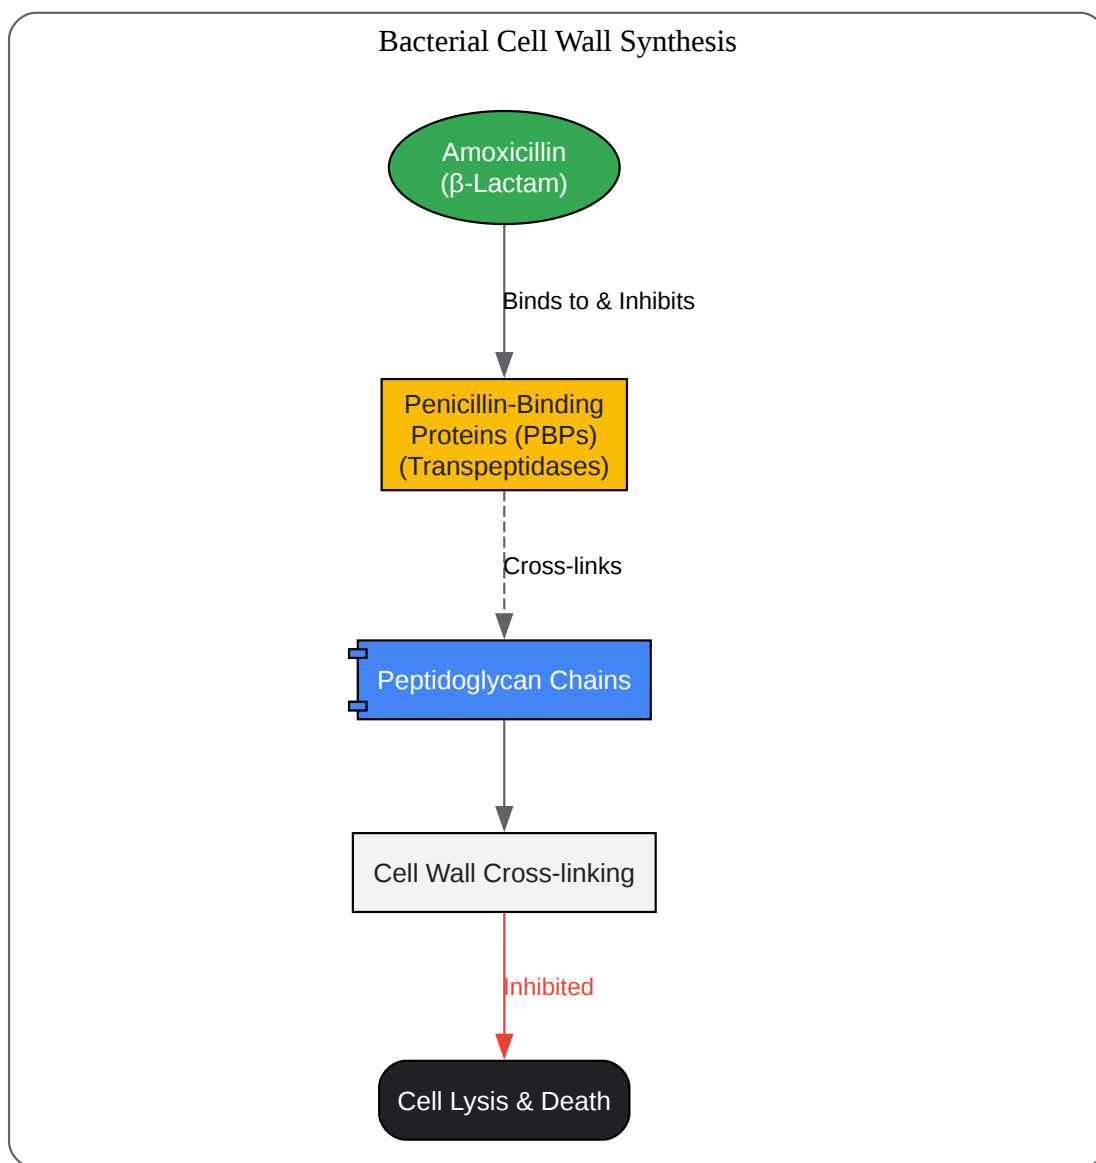 Bacterial Cell Wall Synthesis
Amoxicillin
(β-Lactam)
Binds to & Inhibits
Penicillin-Binding
Proteins (PBPs)
(Transpeptidases)
Cross-links
Peptidoglycan Chains
Cell Wall Cross-linking
Inhibited
Cell Lysis & Death